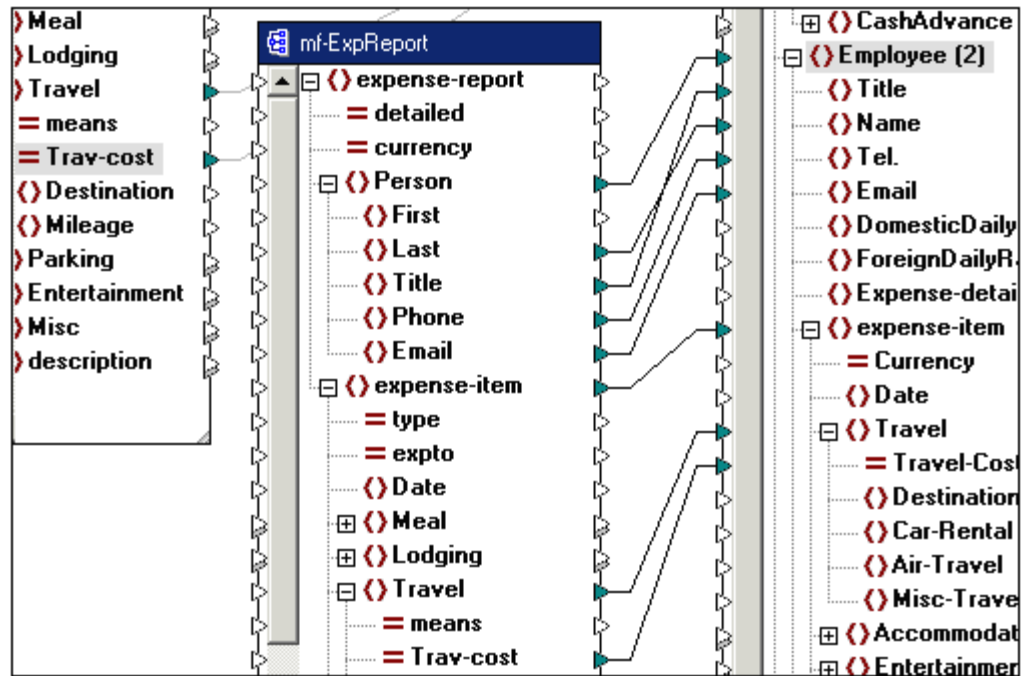 Meal
Lodging
Travel
means
Trav-cost
Destination
Mileage
Parking
Entertainment
Misc
description
mf-ExpReport
expense-report
detailed
currency
Person
First
Last
Title
Phone
Email
expense-item
type
expto
Date
Meal
Lodging
Travel
means
Trav-cost
CashAdvance
Employee (2)
Title
Name
Tel.
Email
DomesticDaily
ForeignDailyR
Expense-detai
expense-item
Currency
Date
Travel
Travel-Cost
Destination
Car-Rental
Air-Travel
Misc-Trave
Accommodat
Entertainmer